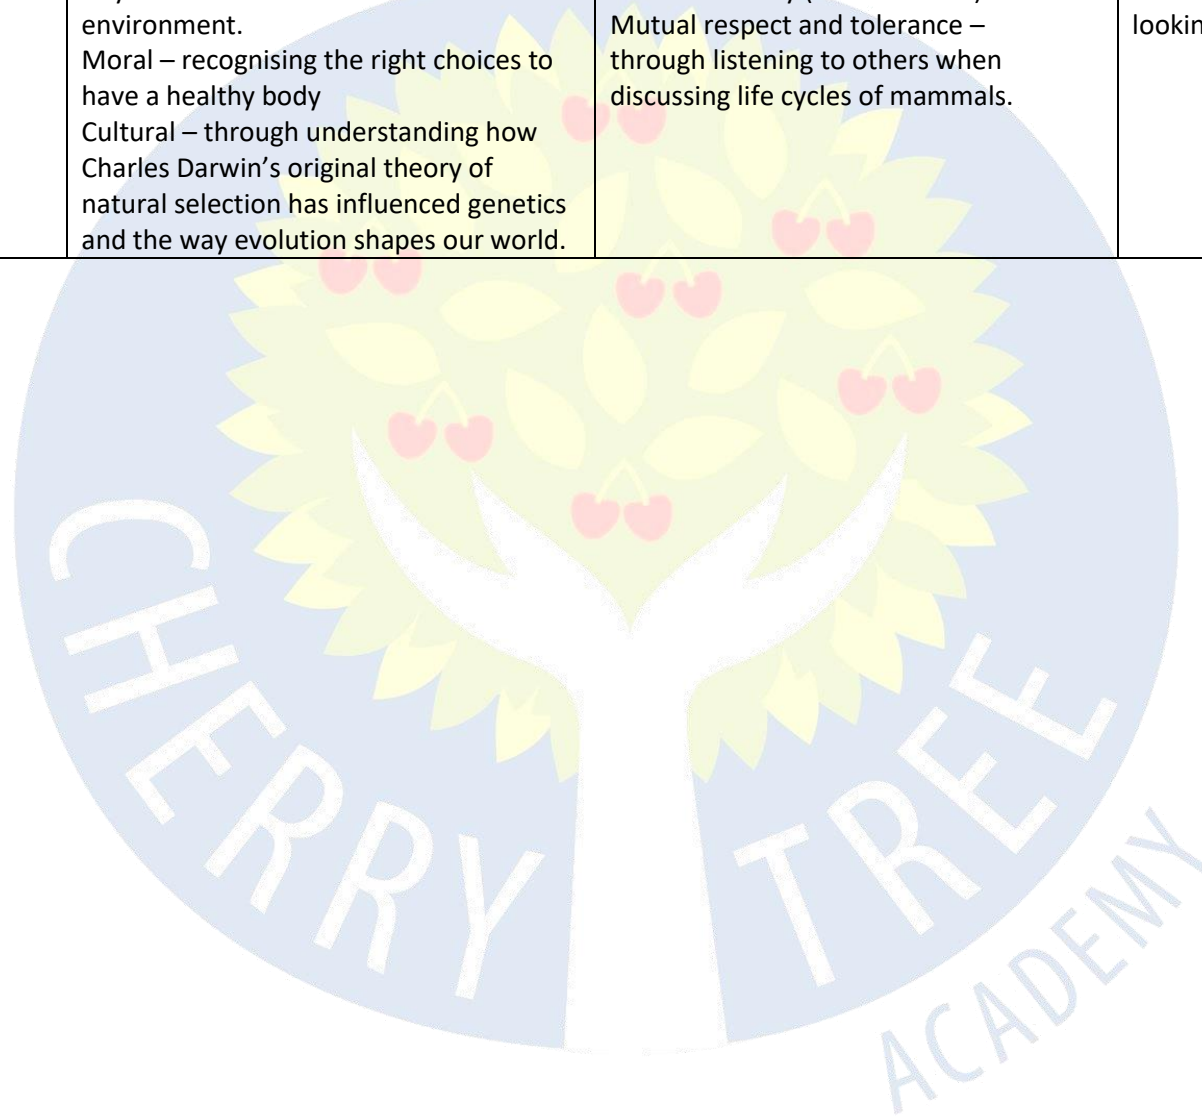 environment.
Moral – recognising the right choices to
have a healthy body
Cultural – through understanding how
Charles Darwin’s original theory of
natural selection has influenced genetics
and the way evolution shapes our world.
Mutual respect and tolerance –
through listening to others when
discussing life cycles of mammals.
CHERRY TREE
ACADEMY